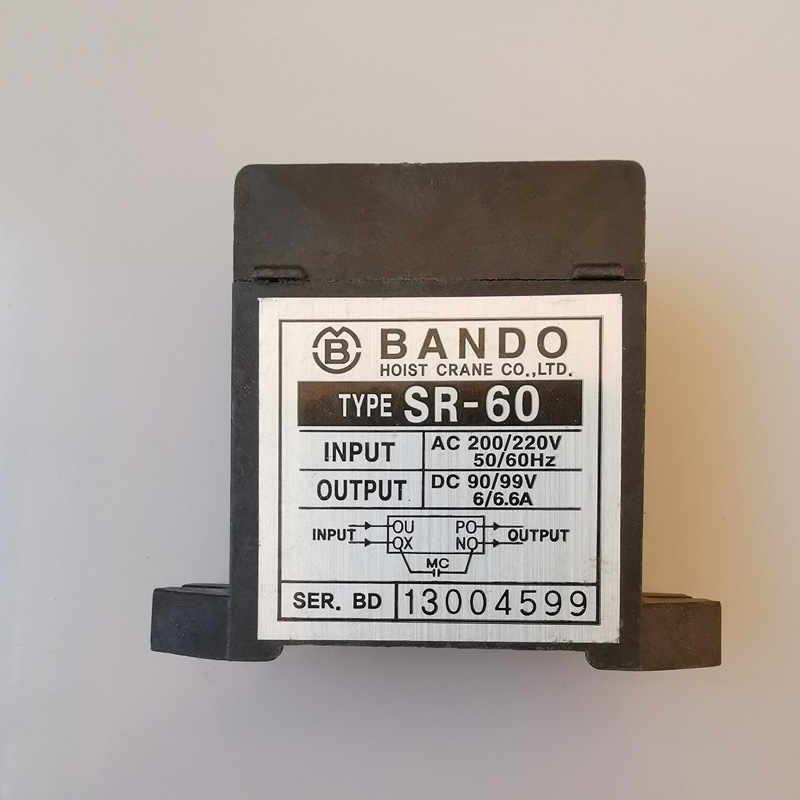 B BANDO
HOIST CRANE CO.,LTD.
TYPE SR-60
INPUT AC 200/220V
50/60Hz
OUTPUT DC 90/99V
6/6.6A
INPUT OU PO OUTPUT
OX NO
MC
SER. BD 13004599